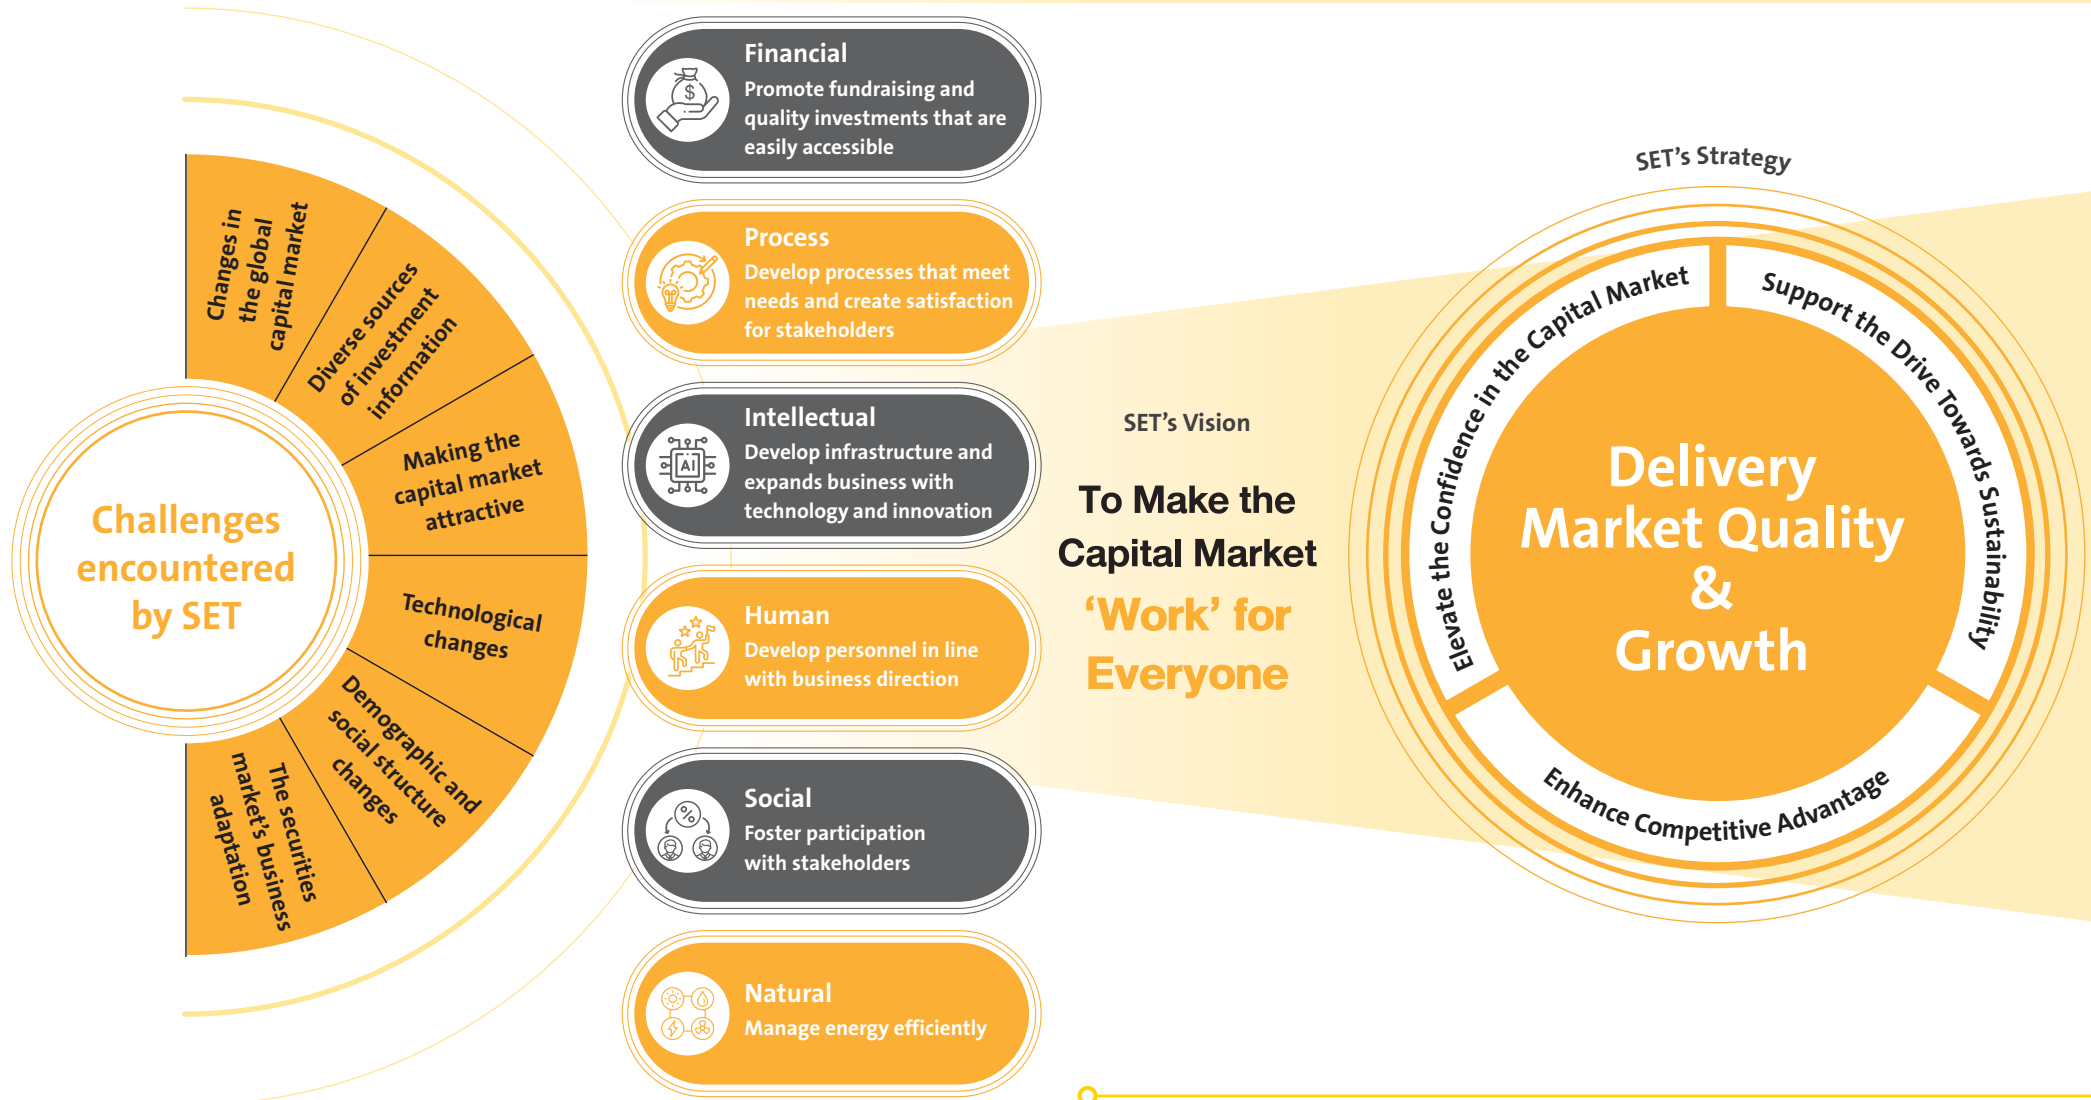 Challenges
encountered
by SET
Changes in
the global
capital market
Diverse sources
of investment
information
Making the
capital market
attractive
Technological
changes
Demographic and
social structure
changes
The securities
market's business
adaptation
Financial
Promote fundraising and
quality investments that are
easily accessible
Process
Develop processes that meet
needs and create satisfaction
for stakeholders
Intellectual
AI
Develop infrastructure and
expands business with
technology and innovation
Human
Develop personnel in line
with business direction
Social
%
Foster participation
with stakeholders
Natural
Manage energy efficiently
SET's Vision
To Make the
Capital Market
‘Work’ for
Everyone
SET's Strategy
Elevate the Confidence in the Capital Market
Support the Drive Towards Sustainability
Enhance Competitive Advantage
Delivery
Market Quality
&
Growth